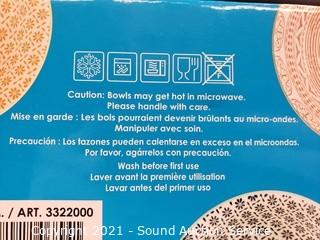 Caution: Bowls may get hot in microwave.
Please handle with care.
Mise en garde : Les bols pourraient devenir brûlants au micro-ondes.
Manipuler avec soin.
Precaución : Los tazones pueden calentarse en exceso en el microondas.
Por favor, agárrelos con precaución.
Wash before first use
Laver avant la première utilisation
Lavar antes del primer uso
. / ART. 3322000
Copyright 2021 - Sound Auction Service